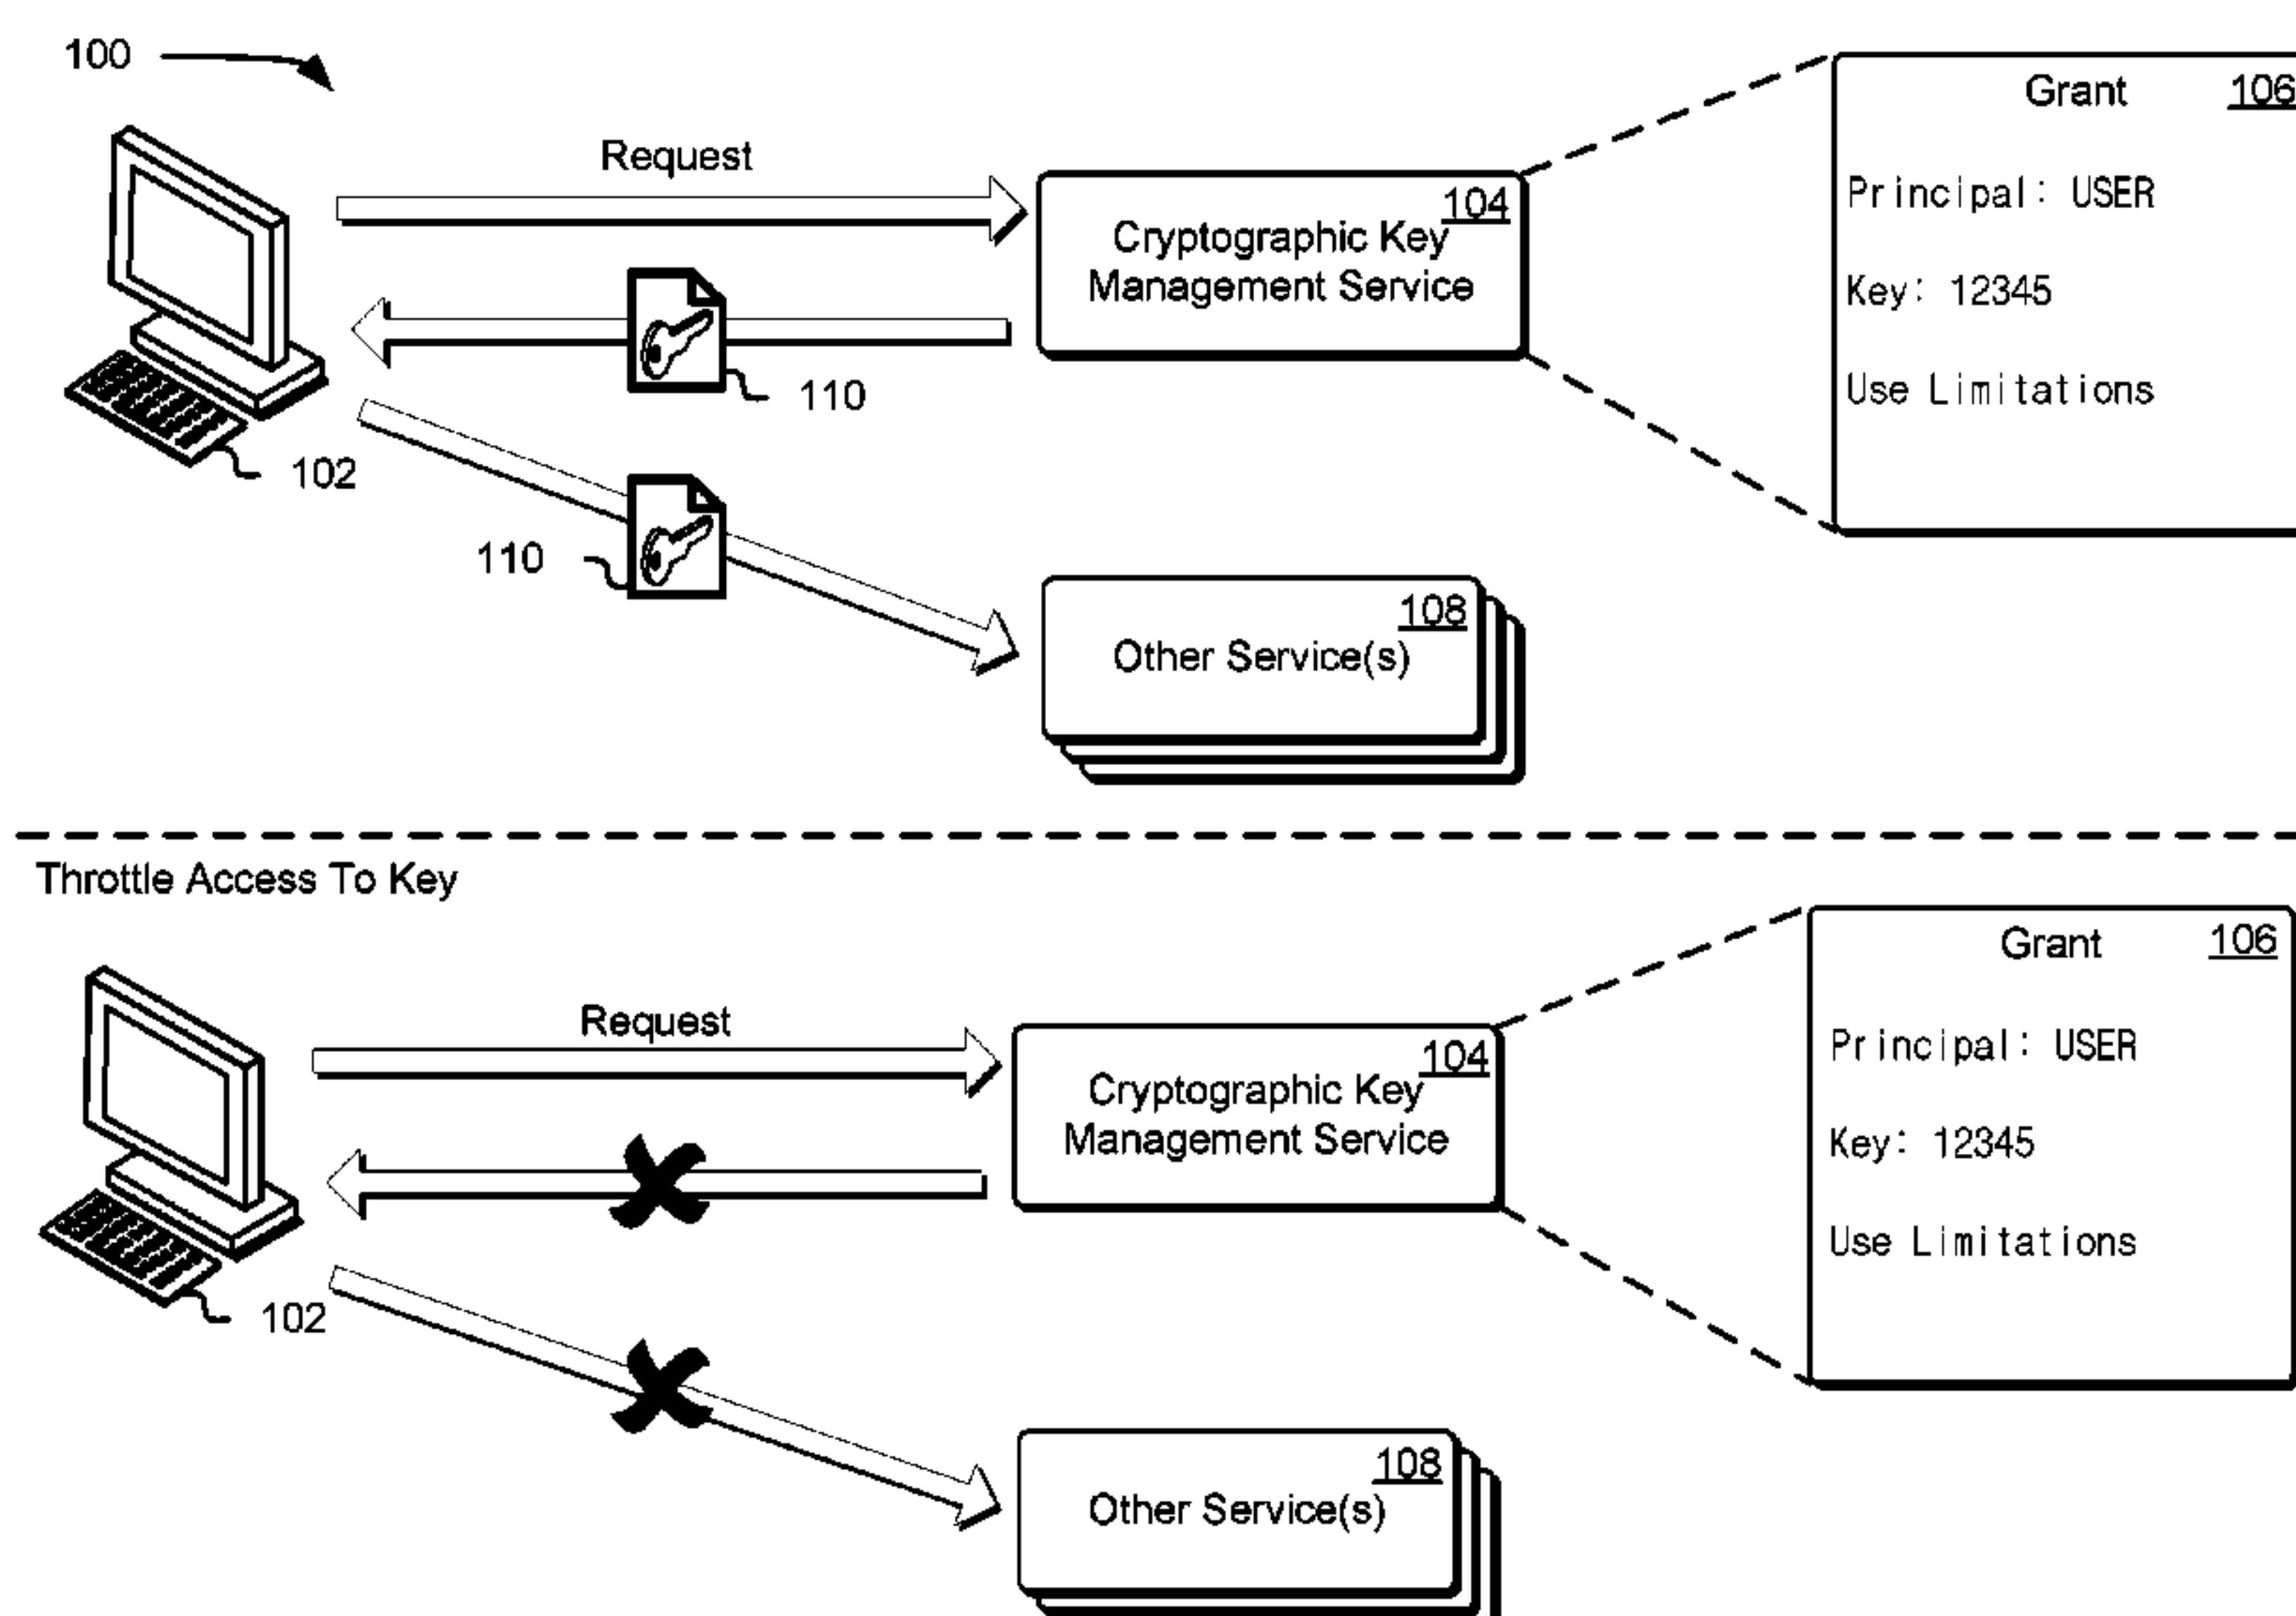 100
Request
104
Cryptographic Key
Management Service
Grant 106
Principal: USER
Key: 12345
Use Limitations
110
102
110
108
Other Service(s)
Throttle Access To Key
Request
104
Cryptographic Key
Management Service
Grant 106
Principal: USER
Key: 12345
Use Limitations
102
108
Other Service(s)